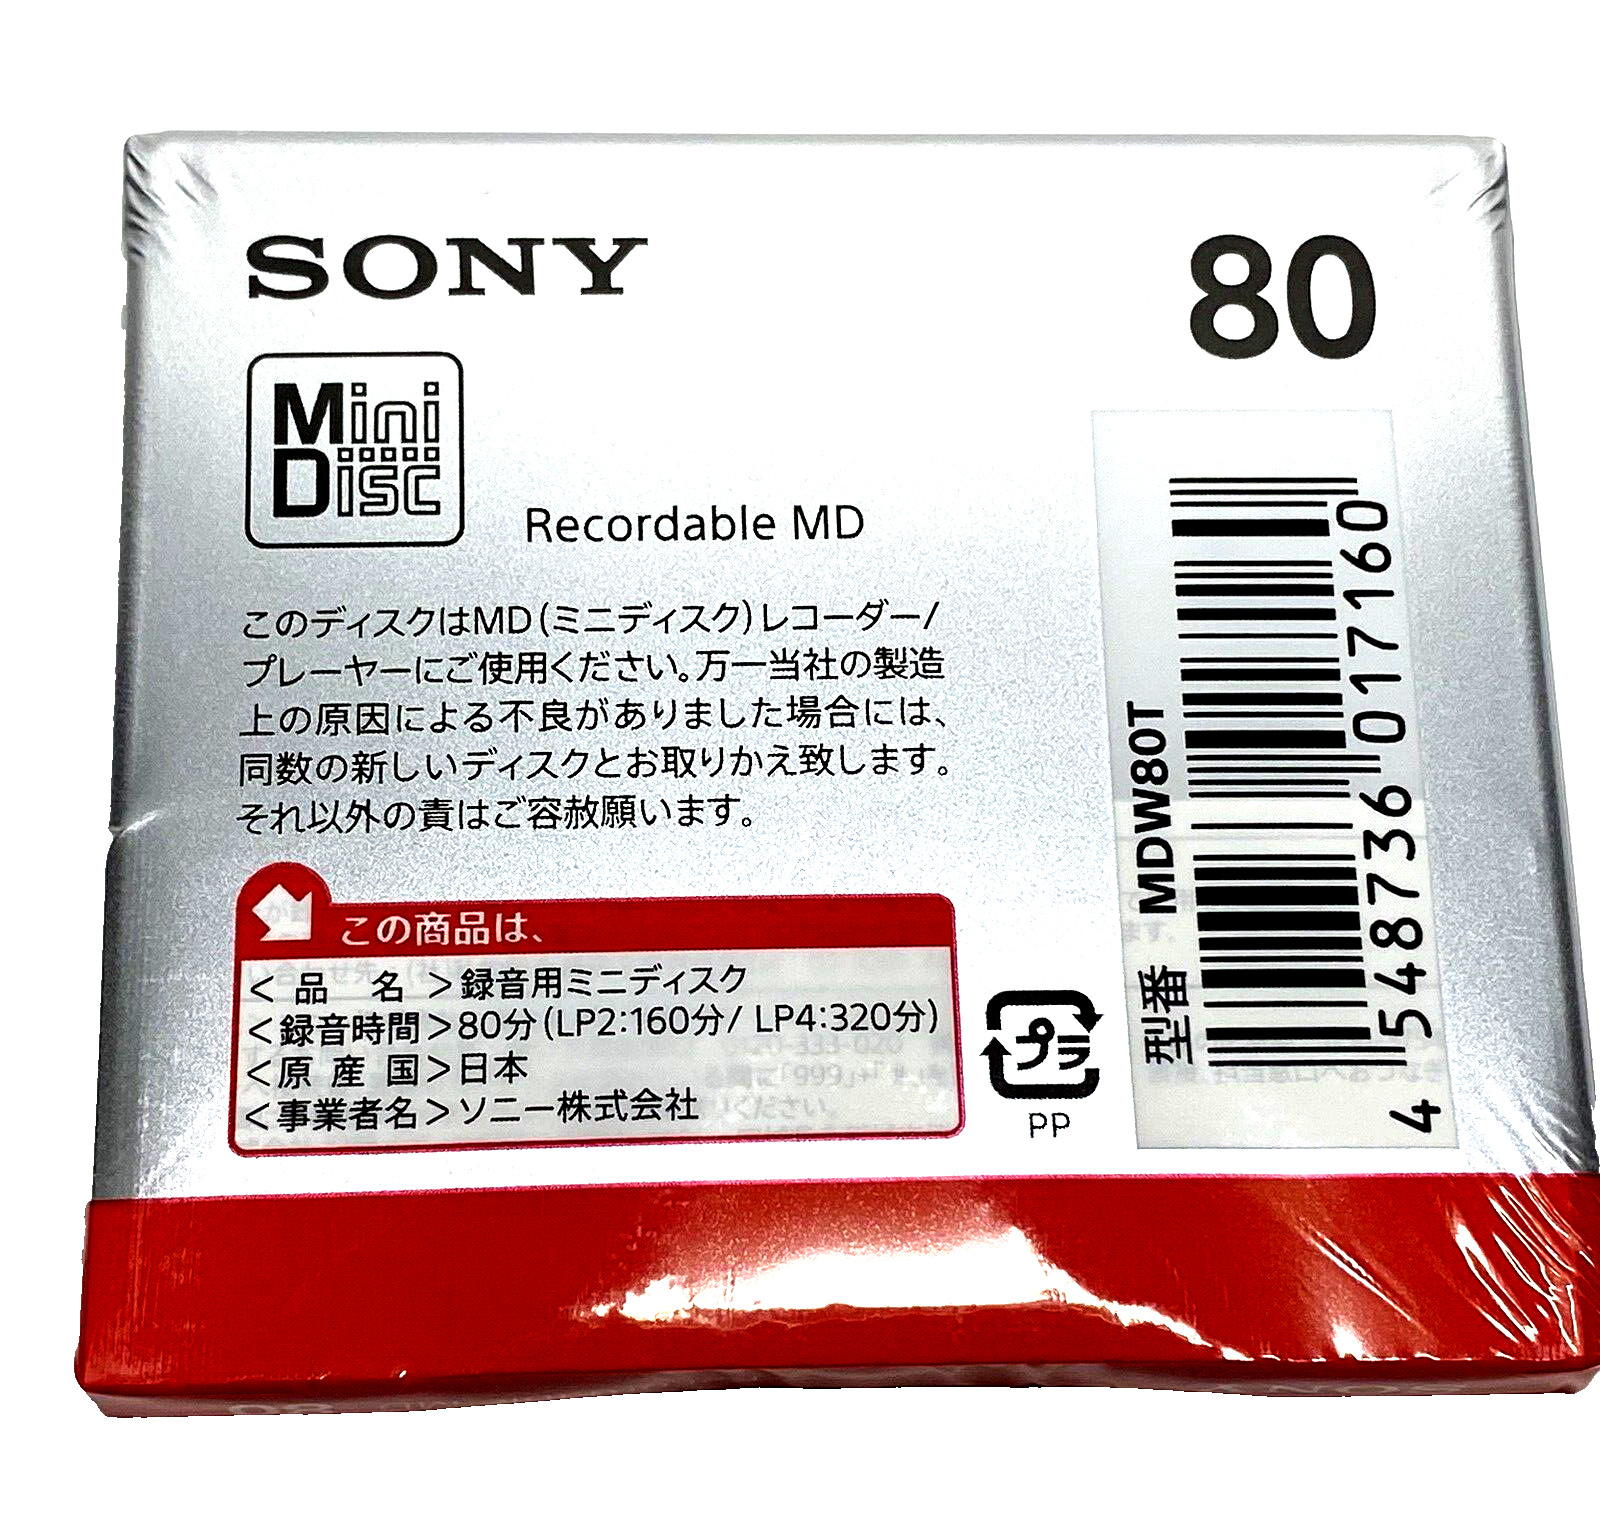 SONY
80
Mini
Disc
Recordable MD
このディスクはMD(ミニディスク)レコーダー/
プレーヤーにご使用ください。万一当社の製造
上の原因による不良がありました場合には、
同数の新しいディスクとお取りかえ致します。
それ以外の責はご容赦願います。
この商品は、
<品 名>録音用ミニディスク
<録音時間>80分(LP2:160分/ LP4:320分)
<原産国>日本
<事業者名>ソニー株式会社
プラ
PP
型番 MDW80T
4 548736 017160